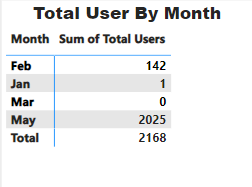 Total User By Month
Month Sum of Total Users
Feb 142
Jan 1
Mar 0
May 2025
Total 2168